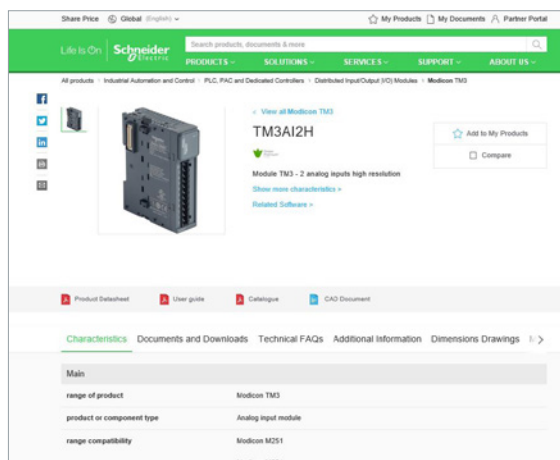 Share Price Global (English) My Products My Documents Partner Portal
Life Is On Schneider Electric
Search products, documents & more
PRODUCTS SOLUTIONS SERVICES SUPPORT ABOUT US
All products Industrial Automation and Control PLC, PAC and Dedicated Controllers Distributed Input/Output (I/O) Modules Modicon TM3
< View all Modicon TM3
TM3AI2H
Add to My Products
Compare
Module TM3 - 2 analog inputs high resolution
Show more characteristics >
Related Software >
Product Datasheet User guide Catalogue CAD Document
Characteristics Documents and Downloads Technical FAQs Additional Information Dimensions Drawings
Main
range of product Modicon TM3
product or component type Analog input module
range compatibility Modicon M251